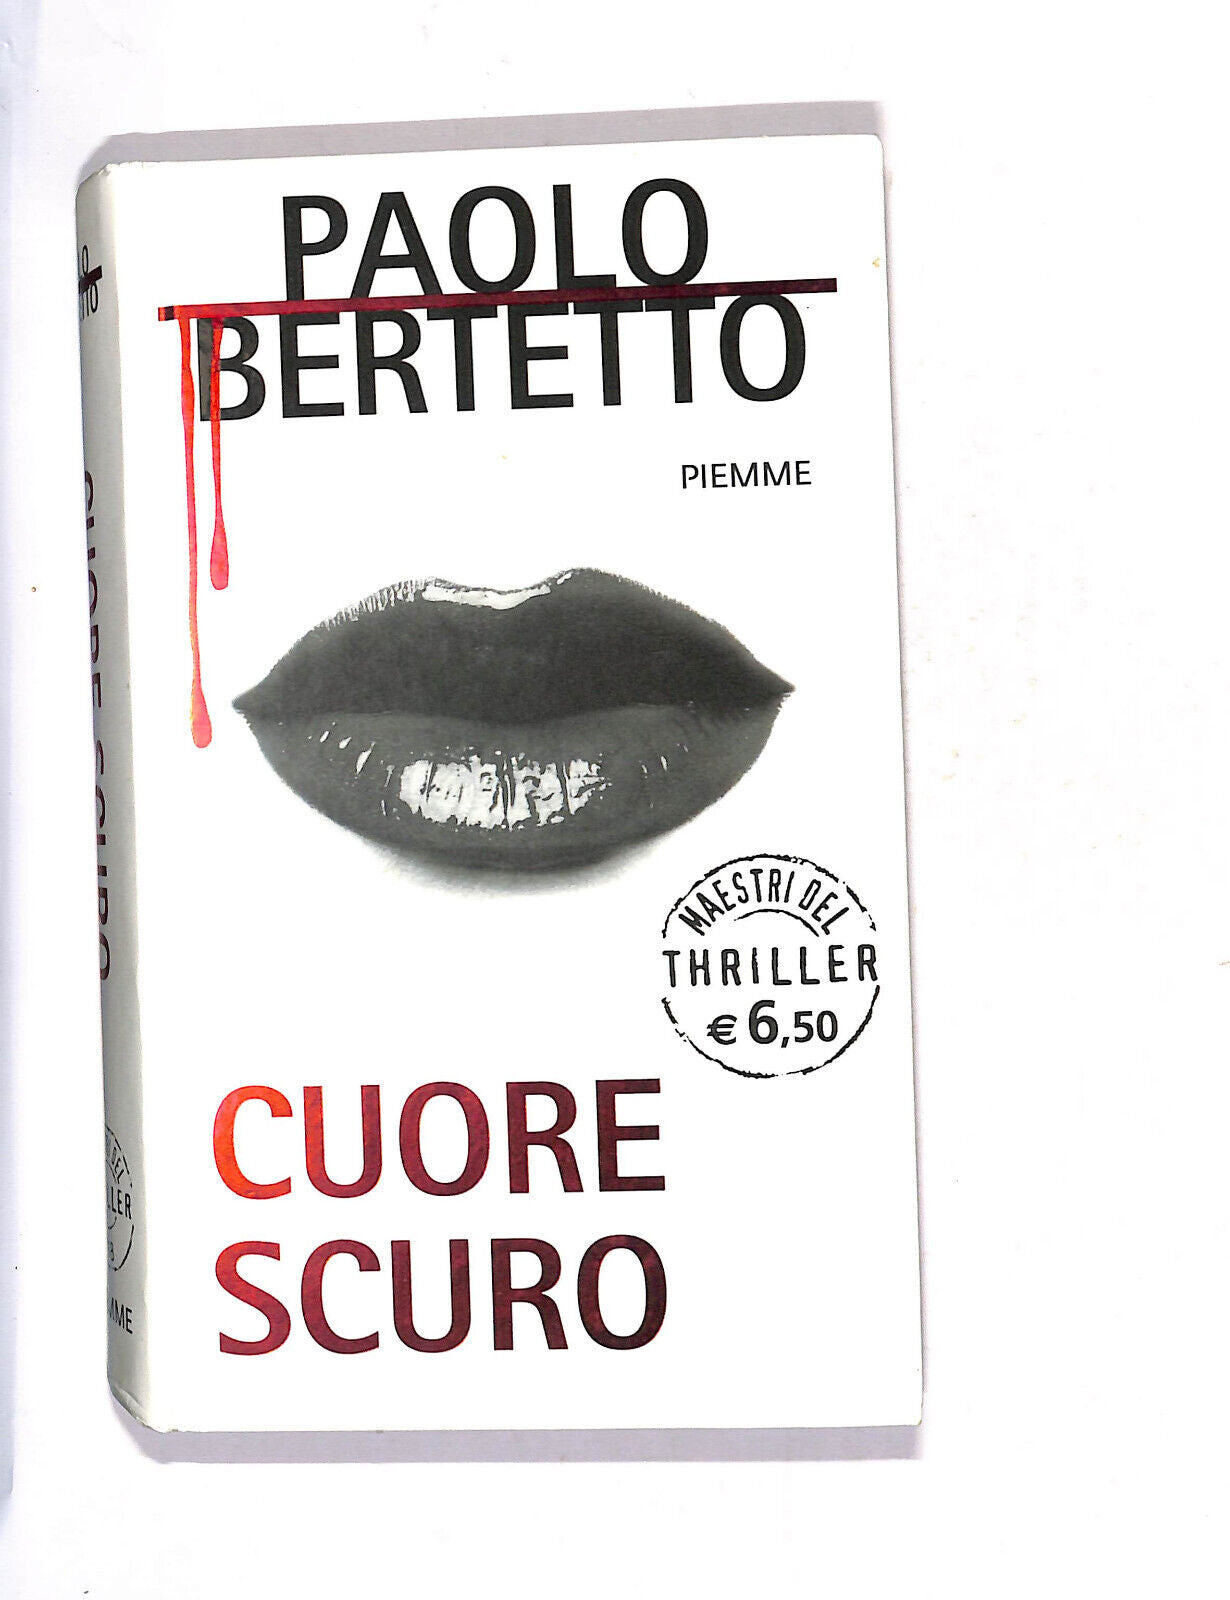 PAOLO
BERTETTO
PIEMME
MAESTRI DEL
THRILLER
€ 6,50
CUORE
SCURO
CUORE SCURO